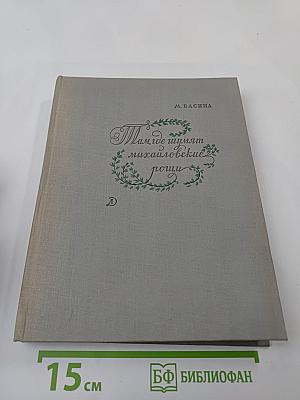 М. БАСИНА
Там, где шумят
михайловские
рощи
15 см
БФ БИБЛИОФАН